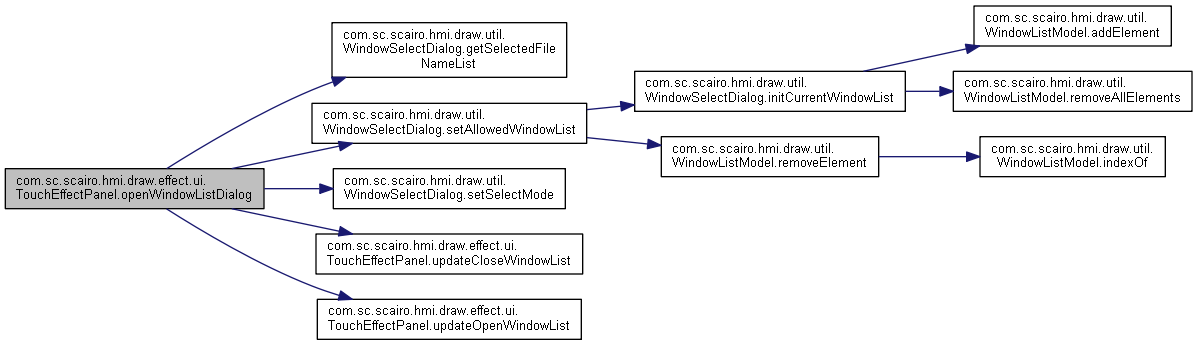 com.sc.scairo.hmi.draw.effect.ui.
TouchEffectPanel.openWindowListDialog
com.sc.scairo.hmi.draw.util.
WindowSelectDialog.getSelectedFile
NameList
com.sc.scairo.hmi.draw.util.
WindowSelectDialog.setAllowedWindowList
com.sc.scairo.hmi.draw.util.
WindowSelectDialog.setSelectMode
com.sc.scairo.hmi.draw.effect.ui.
TouchEffectPanel.updateCloseWindowList
com.sc.scairo.hmi.draw.effect.ui.
TouchEffectPanel.updateOpenWindowList
com.sc.scairo.hmi.draw.util.
WindowSelectDialog.initCurrentWindowList
com.sc.scairo.hmi.draw.util.
WindowListModel.removeElement
com.sc.scairo.hmi.draw.util.
WindowListModel.addElement
com.sc.scairo.hmi.draw.util.
WindowListModel.removeAllElements
com.sc.scairo.hmi.draw.util.
WindowListModel.indexOf